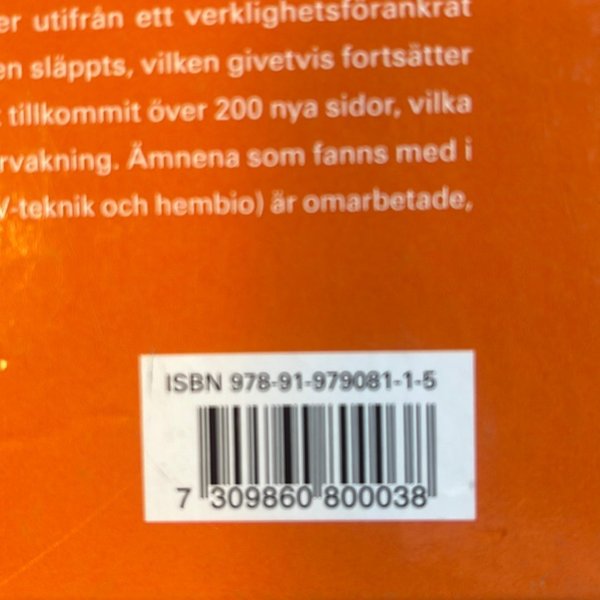 er utifrån ett verklighetsförankrat
en släppts, vilken givetvis fortsätter
t tillkommit över 200 nya sidor, vilka
rvakning. Ämnena som fanns med i
V-teknik och hembio) är omarbetade,
ISBN 978-91-979081-1-5
7 309860 800038